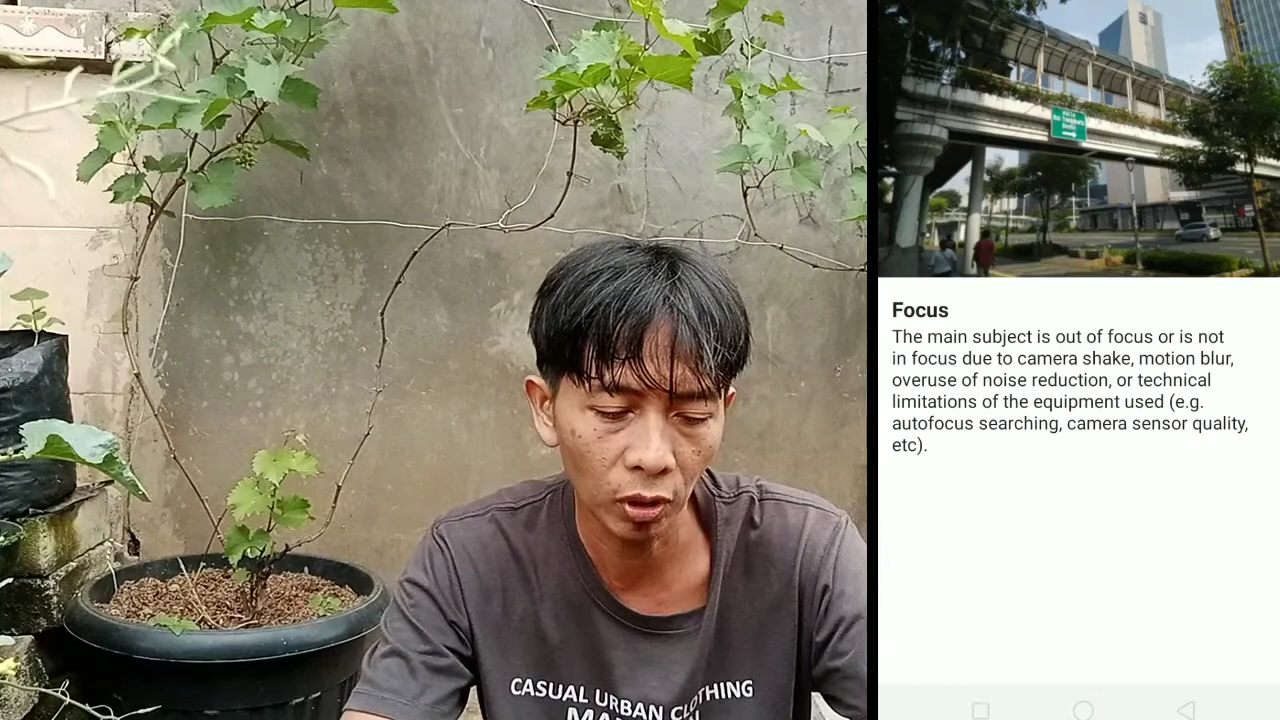 CASUAL URBAN CLOTHING
Focus
The main subject is out of focus or is not
in focus due to camera shake, motion blur,
overuse of noise reduction, or technical
limitations of the equipment used (e.g.
autofocus searching, camera sensor quality,
etc).